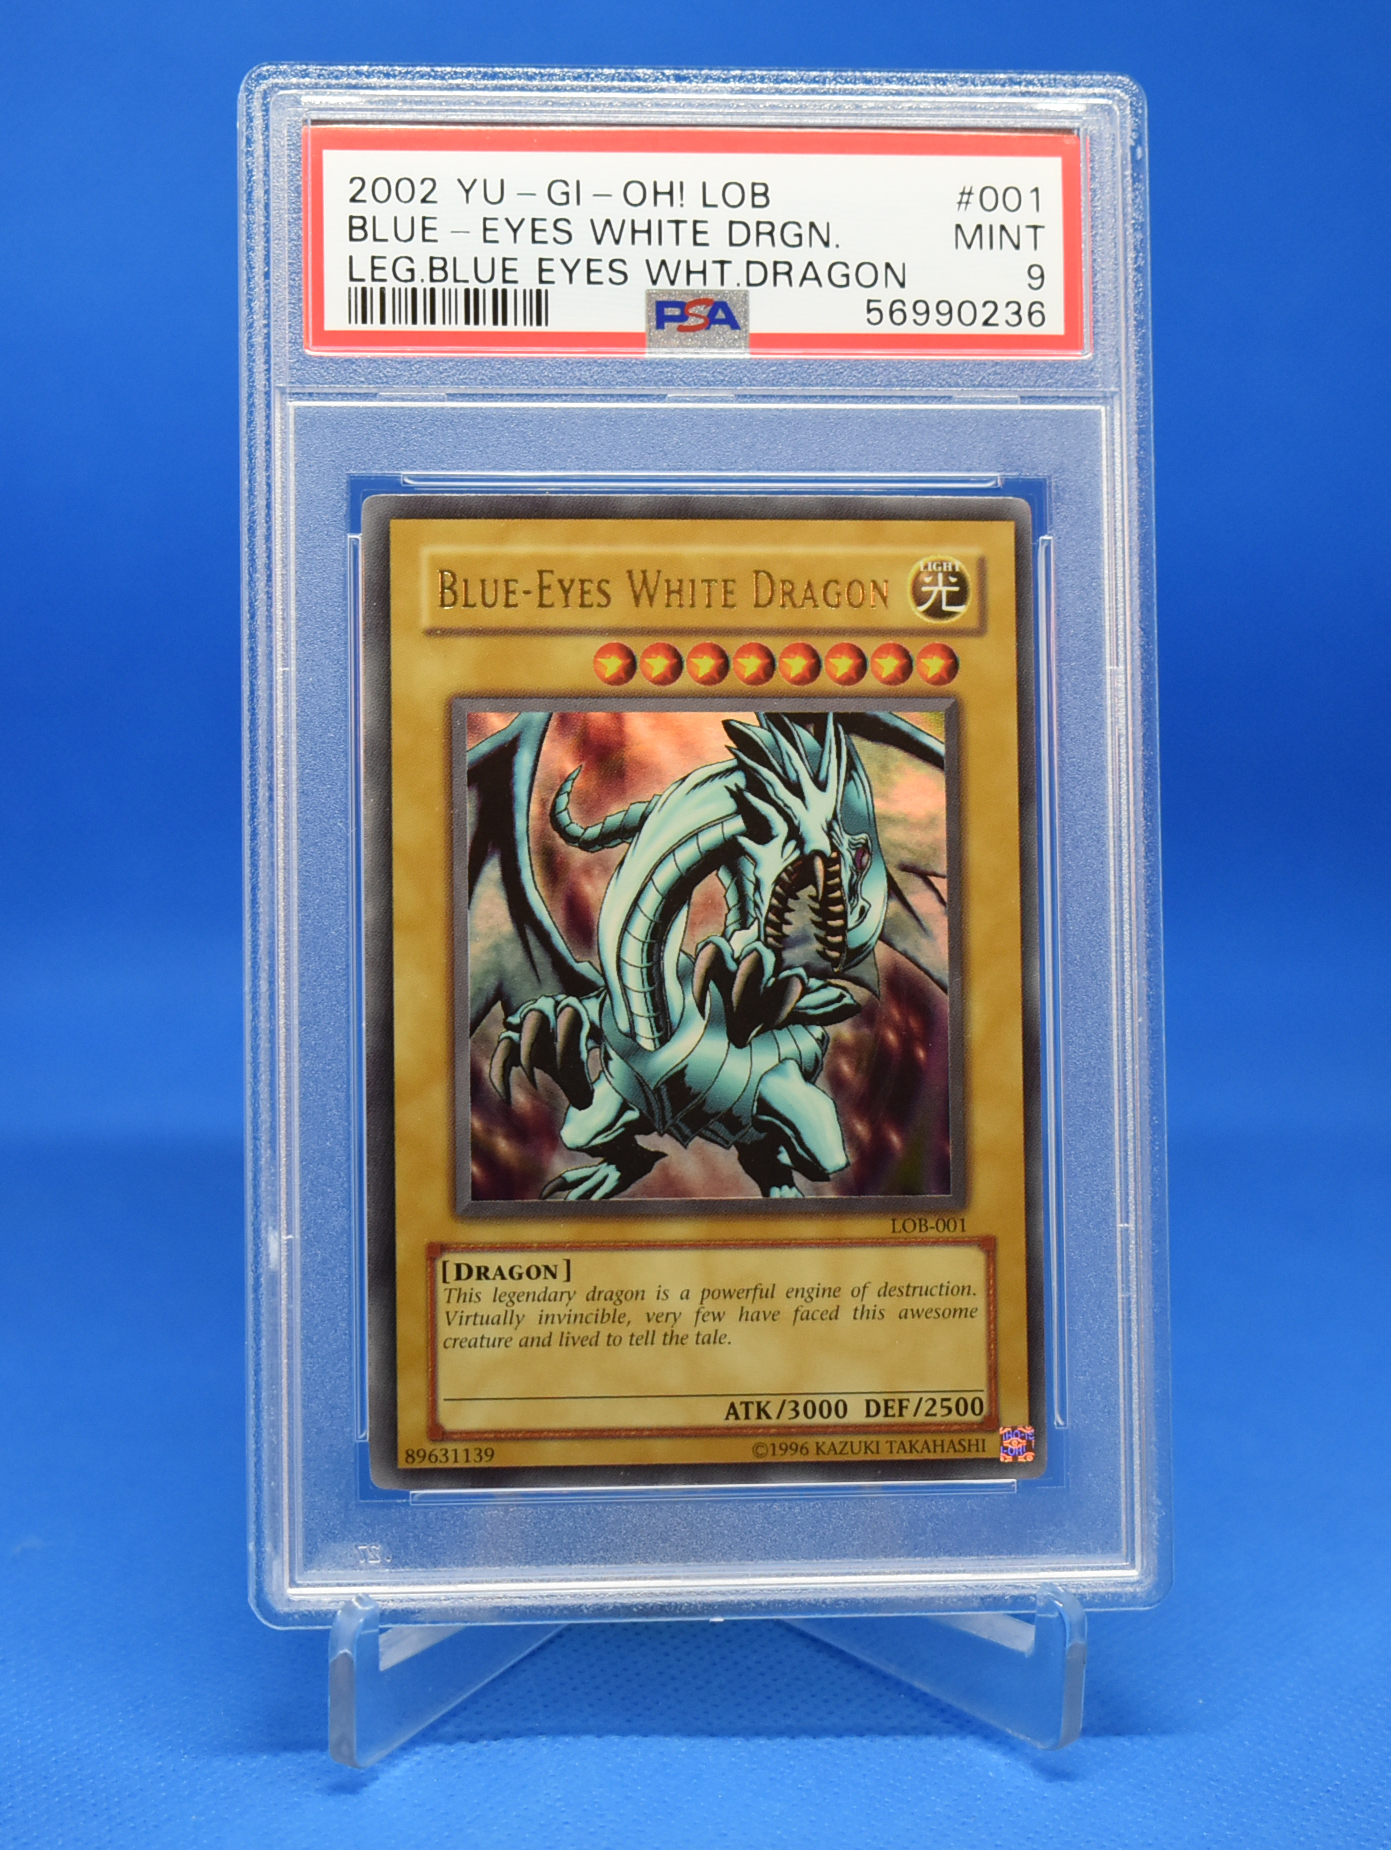 2002 YU-GI-OH! LOB #001
BLUE-EYES WHITE DRGN. MINT
LEG.BLUE EYES WHT.DRAGON 9
PSA 56990236
BLUE-EYES WHITE DRAGON
LIGHT
光
LOB-001
[DRAGON]
This legendary dragon is a powerful engine of destruction.
Virtually invincible, very few have faced this awesome
creature and lived to tell the tale.
ATK/3000 DEF/2500
89631139 ©1996 KAZUKI TAKAHASHI